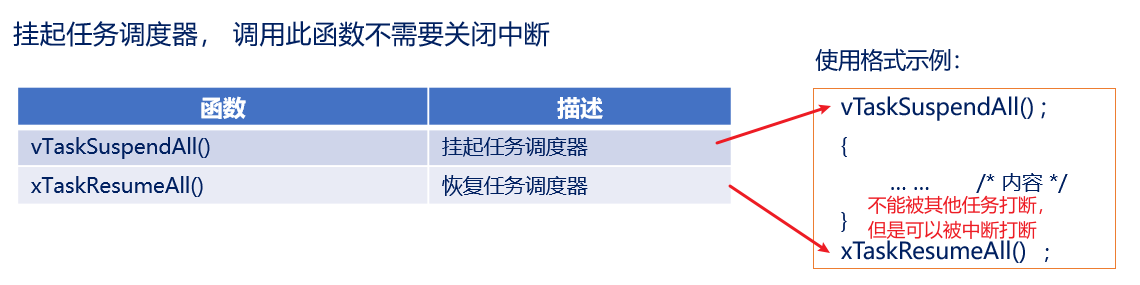 挂起任务调度器， 调用此函数不需要关闭中断
使用格式示例：
函数 描述
vTaskSuspendAll() 挂起任务调度器
xTaskResumeAll() 恢复任务调度器
vTaskSuspendAll() ;
{
... ... /* 内容 */
不能被其他任务打断，
}
但是可以被中断打断
xTaskResumeAll() ;